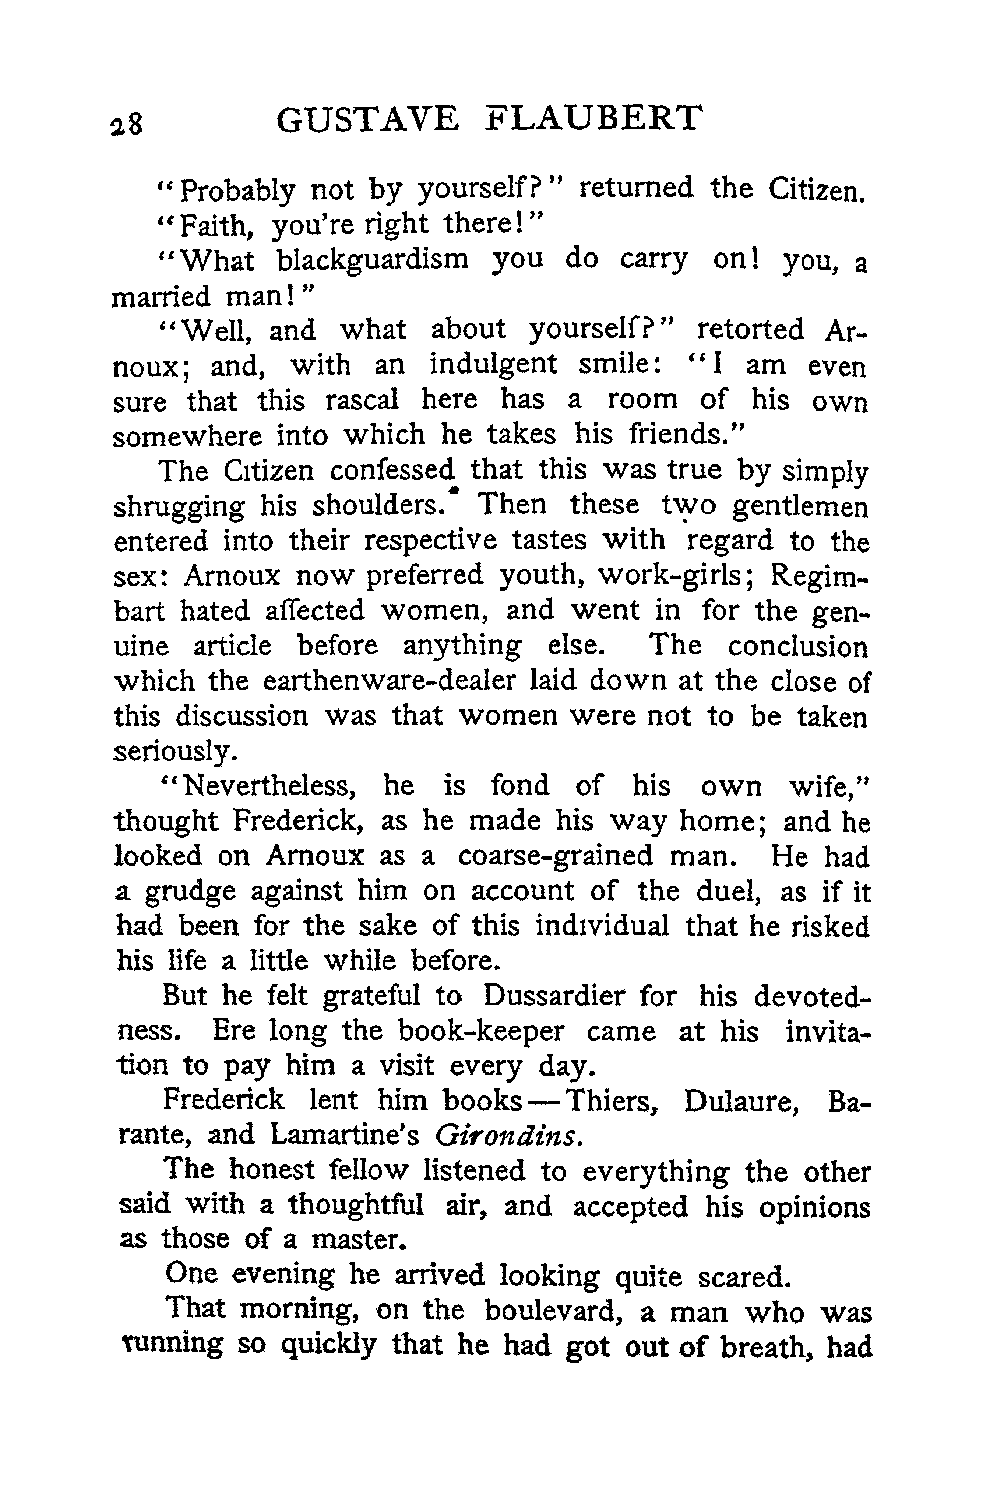 28 GUSTAVE FLAUBERT
"Probably not by yourself?" returned the Citizen.
"Faith, you're right there!"
"What blackguardism you do carry on! you, a
married man!"
"Well, and what about yourself?" retorted Ar-
noux; and, with an indulgent smile: "I am even
sure that this rascal here has a room of his own
somewhere into which he takes his friends."
The Citizen confessed that this was true by simply
shrugging his shoulders. Then these two gentlemen
entered into their respective tastes with regard to the
sex: Arnoux now preferred youth, work-girls; Regim-
bart hated affected women, and went in for the gen-
uine article before anything else. The conclusion
which the earthenware-dealer laid down at the close of
this discussion was that women were not to be taken
seriously.
"Nevertheless, he is fond of his own wife,"
thought Frederick, as he made his way home; and he
looked on Arnoux as a coarse-grained man. He had
a grudge against him on account of the duel, as if it
had been for the sake of this individual that he risked
his life a little while before.
But he felt grateful to Dussardier for his devoted-
ness. Ere long the book-keeper came at his invita-
tion to pay him a visit every day.
Frederick lent him books—Thiers, Dulaure, Ba-
rante, and Lamartine's Girondins.
The honest fellow listened to everything the other
said with a thoughtful air, and accepted his opinions
as those of a master.
One evening he arrived looking quite scared.
That morning, on the boulevard, a man who was
running so quickly that he had got out of breath, had